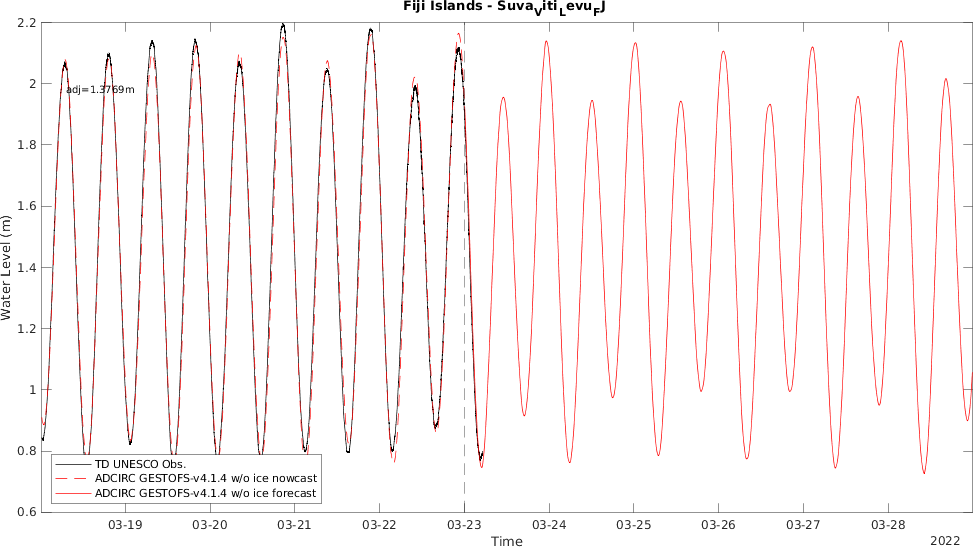 Fiji Islands - Suva_Viti_Levu_FJ
2.2
2
1.8
1.6
1.4
1.2
1
0.8
0.6
Water Level (m)
adj=1.3769m
TD UNESCO Obs.
ADCIRC GESTOFS-v4.1.4 w/o ice nowcast
ADCIRC GESTOFS-v4.1.4 w/o ice forecast
03-19 03-20 03-21 03-22 03-23 03-24 03-25 03-26 03-27 03-28
Time
2022